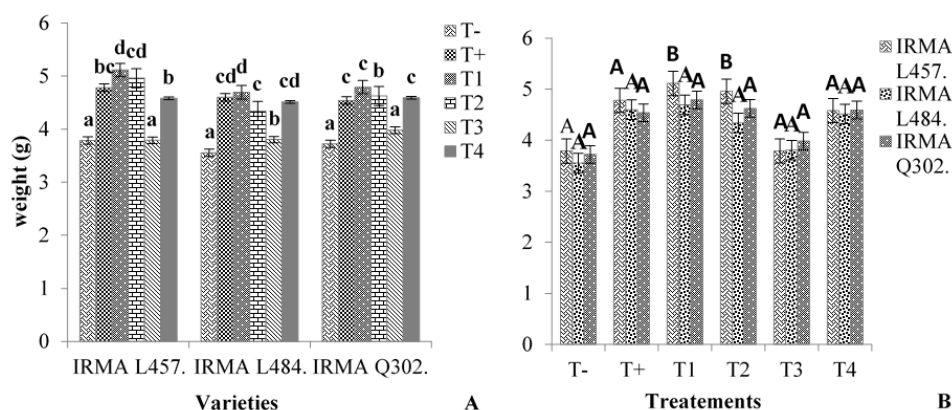 6
5
4
3
2
1
0
weight (g)
a bc d cd a b
a cd d c b cd
a c c b a c
IRMA L457. IRMA L484. IRMA Q302.
Varieties
A
T-
T+
T1
T2
T3
T4
6
5
4
3
2
1
0
A A A
A A A
B A A
B A A
A A A
A A A
T- T+ T1 T2 T3 T4
Treatements
B
IRMA
L457.
IRMA
L484.
IRMA
Q302.